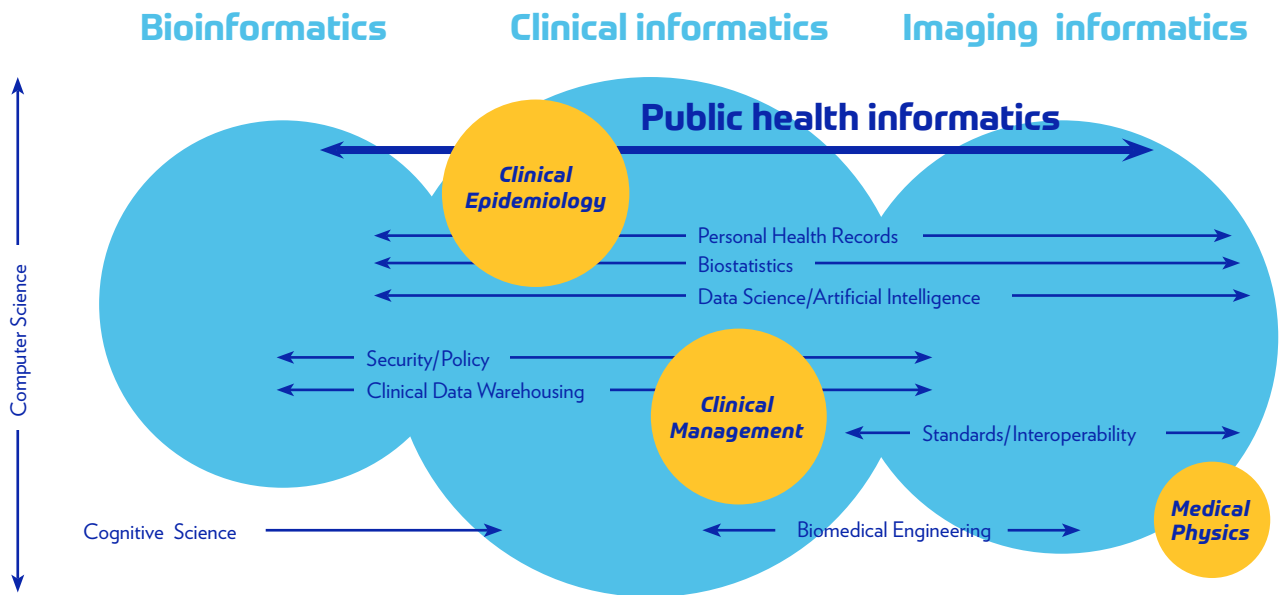 Bioinformatics
Clinical informatics
Imaging informatics
Public health informatics
Clinical
Epidemiology
Personal Health Records
Biostatistics
Data Science/Artificial Intelligence
Computer Science
Security/Policy
Clinical Data Warehousing
Clinical
Management
Standards/Interoperability
Medical
Physics
Cognitive Science
Biomedical Engineering